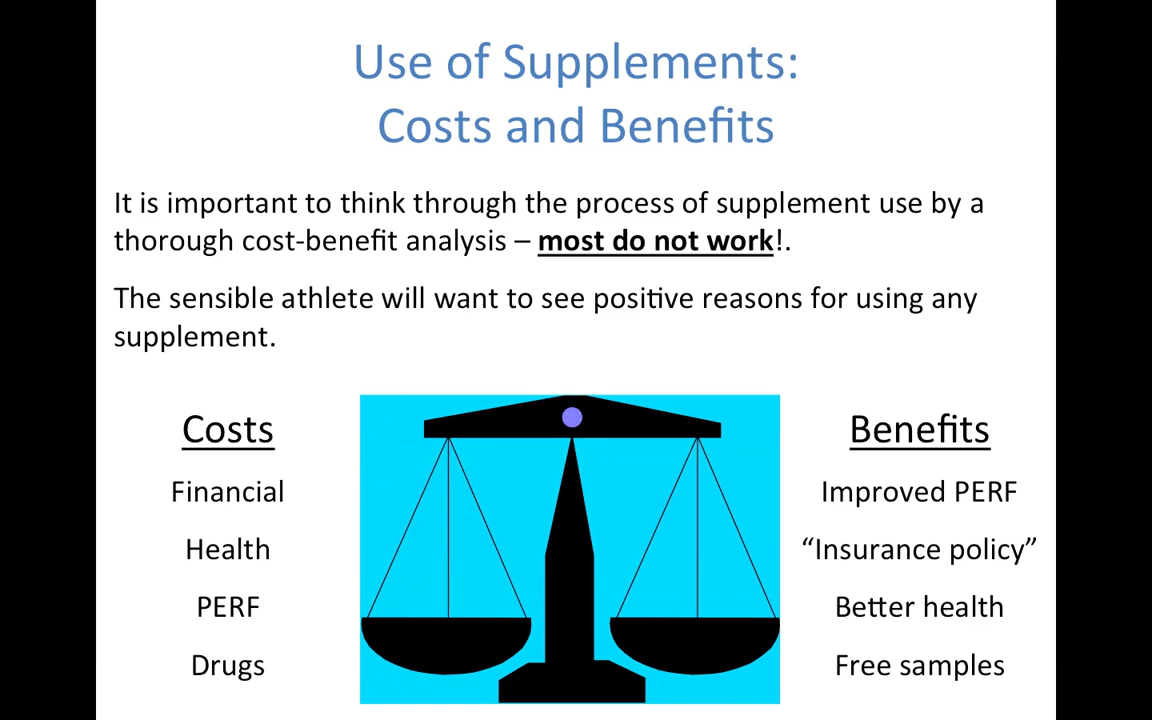 Use of Supplements:
Costs and Benefits
It is important to think through the process of supplement use by a
thorough cost-benefit analysis – most do not work!.
The sensible athlete will want to see positive reasons for using any
supplement.
Costs
Financial
Health
PERF
Drugs
Benefits
Improved PERF
“Insurance policy”
Better health
Free samples